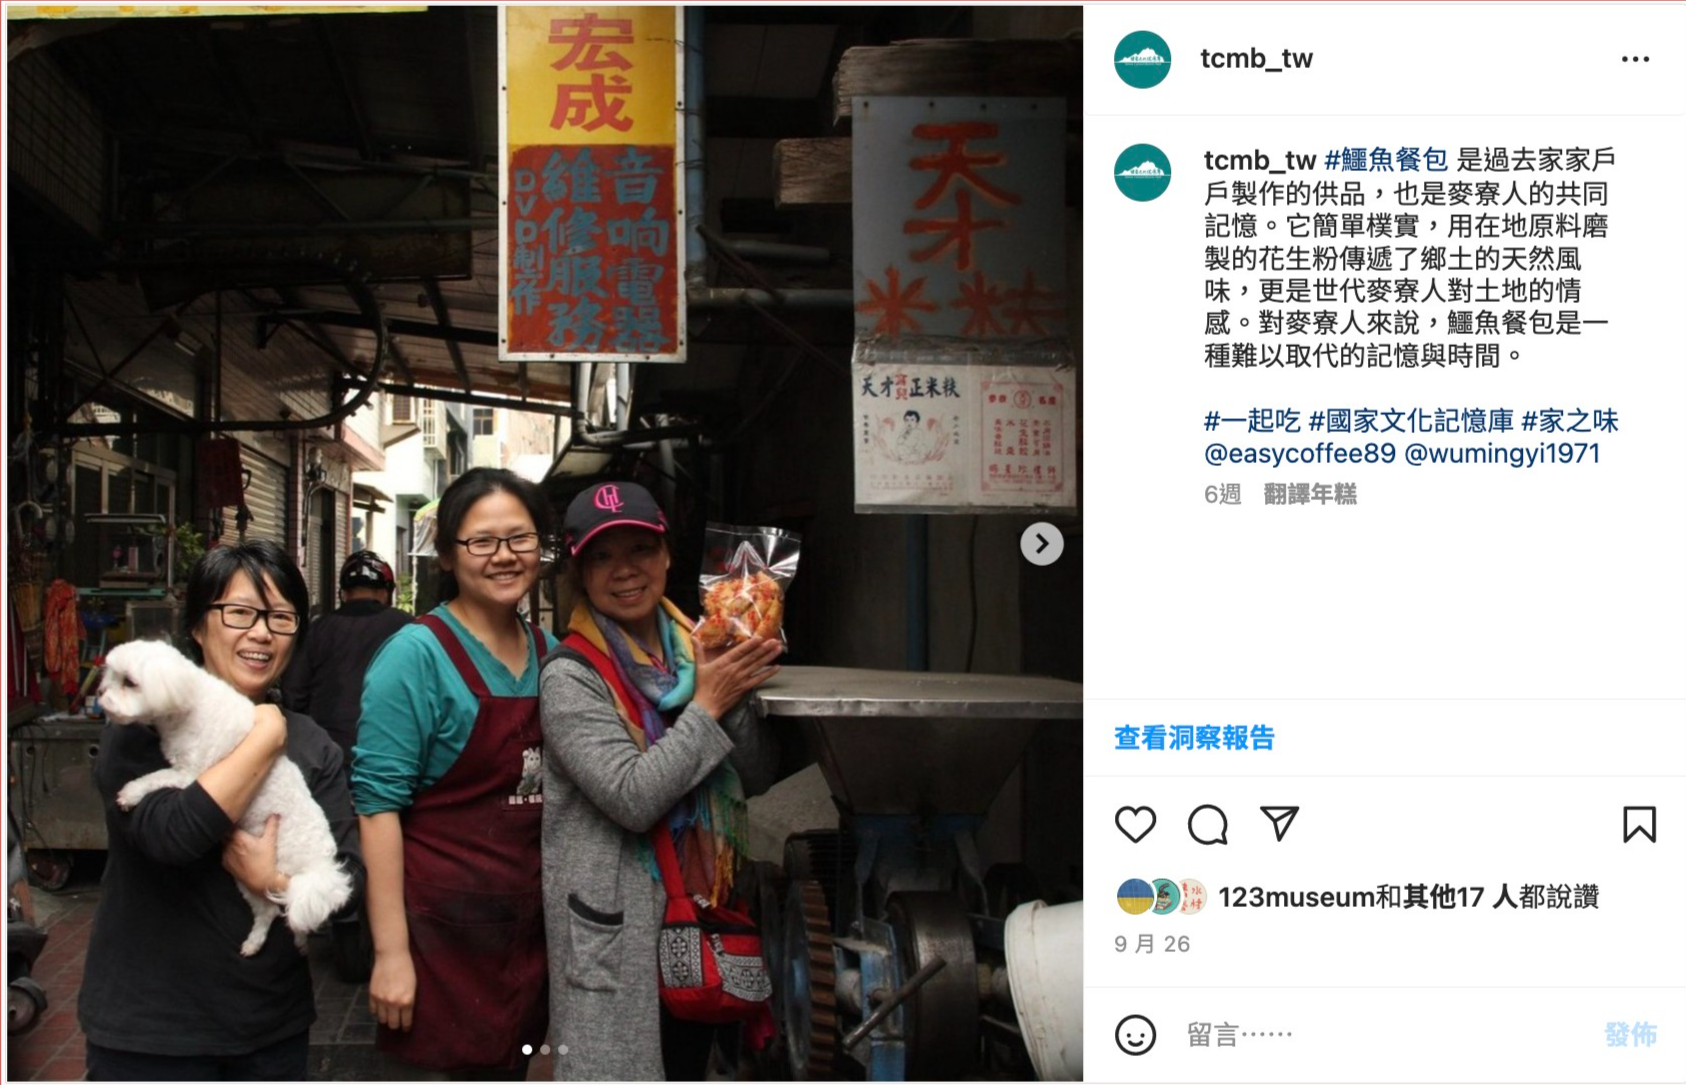 宏成
音响電器
維修服務
DVD製作
天才
米麩
天才 正米麩
tcmb_tw
tcmb_tw #鱷魚餐包 是過去家家戶
戶製作的供品，也是麥寮人的共同
記憶。它簡單樸實，用在地原料磨
製的花生粉傳遞了鄉土的天然風
味，更是世代麥寮人對土地的情
感。對麥寮人來說，鱷魚餐包是一
種難以取代的記憶與時間。
#一起吃 #國家文化記憶庫 #家之味
@easycoffee89 @wumingyi1971
6週 翻譯年糕
查看洞察報告
123museum和其他17 人都說讚
9 月 26
留言⋯⋯
發佈